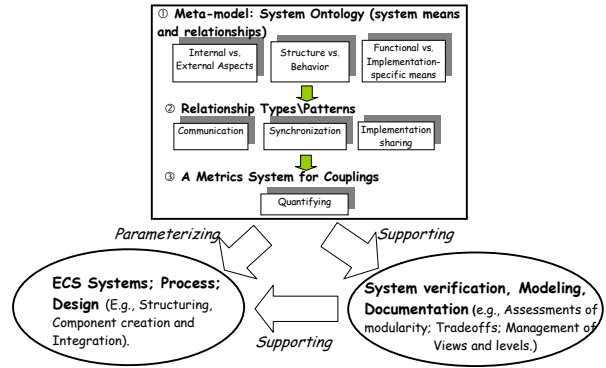 ① Meta-model: System Ontology (system means
and relationships)
Internal vs.
External Aspects
Structure vs.
Behavior
Functional vs.
Implementation-
specific means
② Relationship Types\Patterns
Communication
Synchronization
Implementation
sharing
③ A Metrics System for Couplings
Quantifying
Parameterizing
Supporting
ECS Systems; Process;
Design (E.g., Structuring,
Component creation and
Integration).
System verification, Modeling,
Documentation (e.g., Assessments of
modularity; Tradeoffs; Management of
Views and levels.)
Supporting